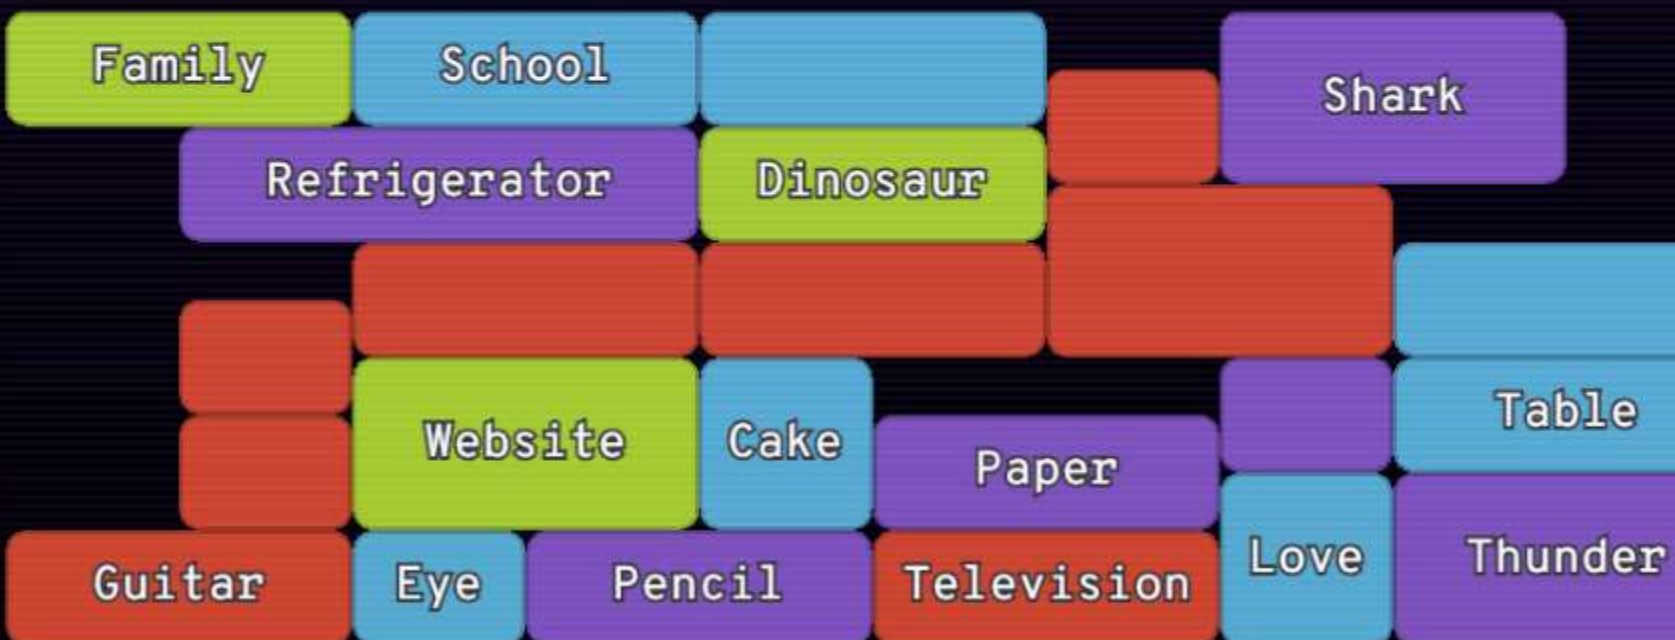 Family
School
Shark
Refrigerator
Dinosaur
Table
Website
Cake
Paper
Love
Thunder
Guitar
Eye
Pencil
Television